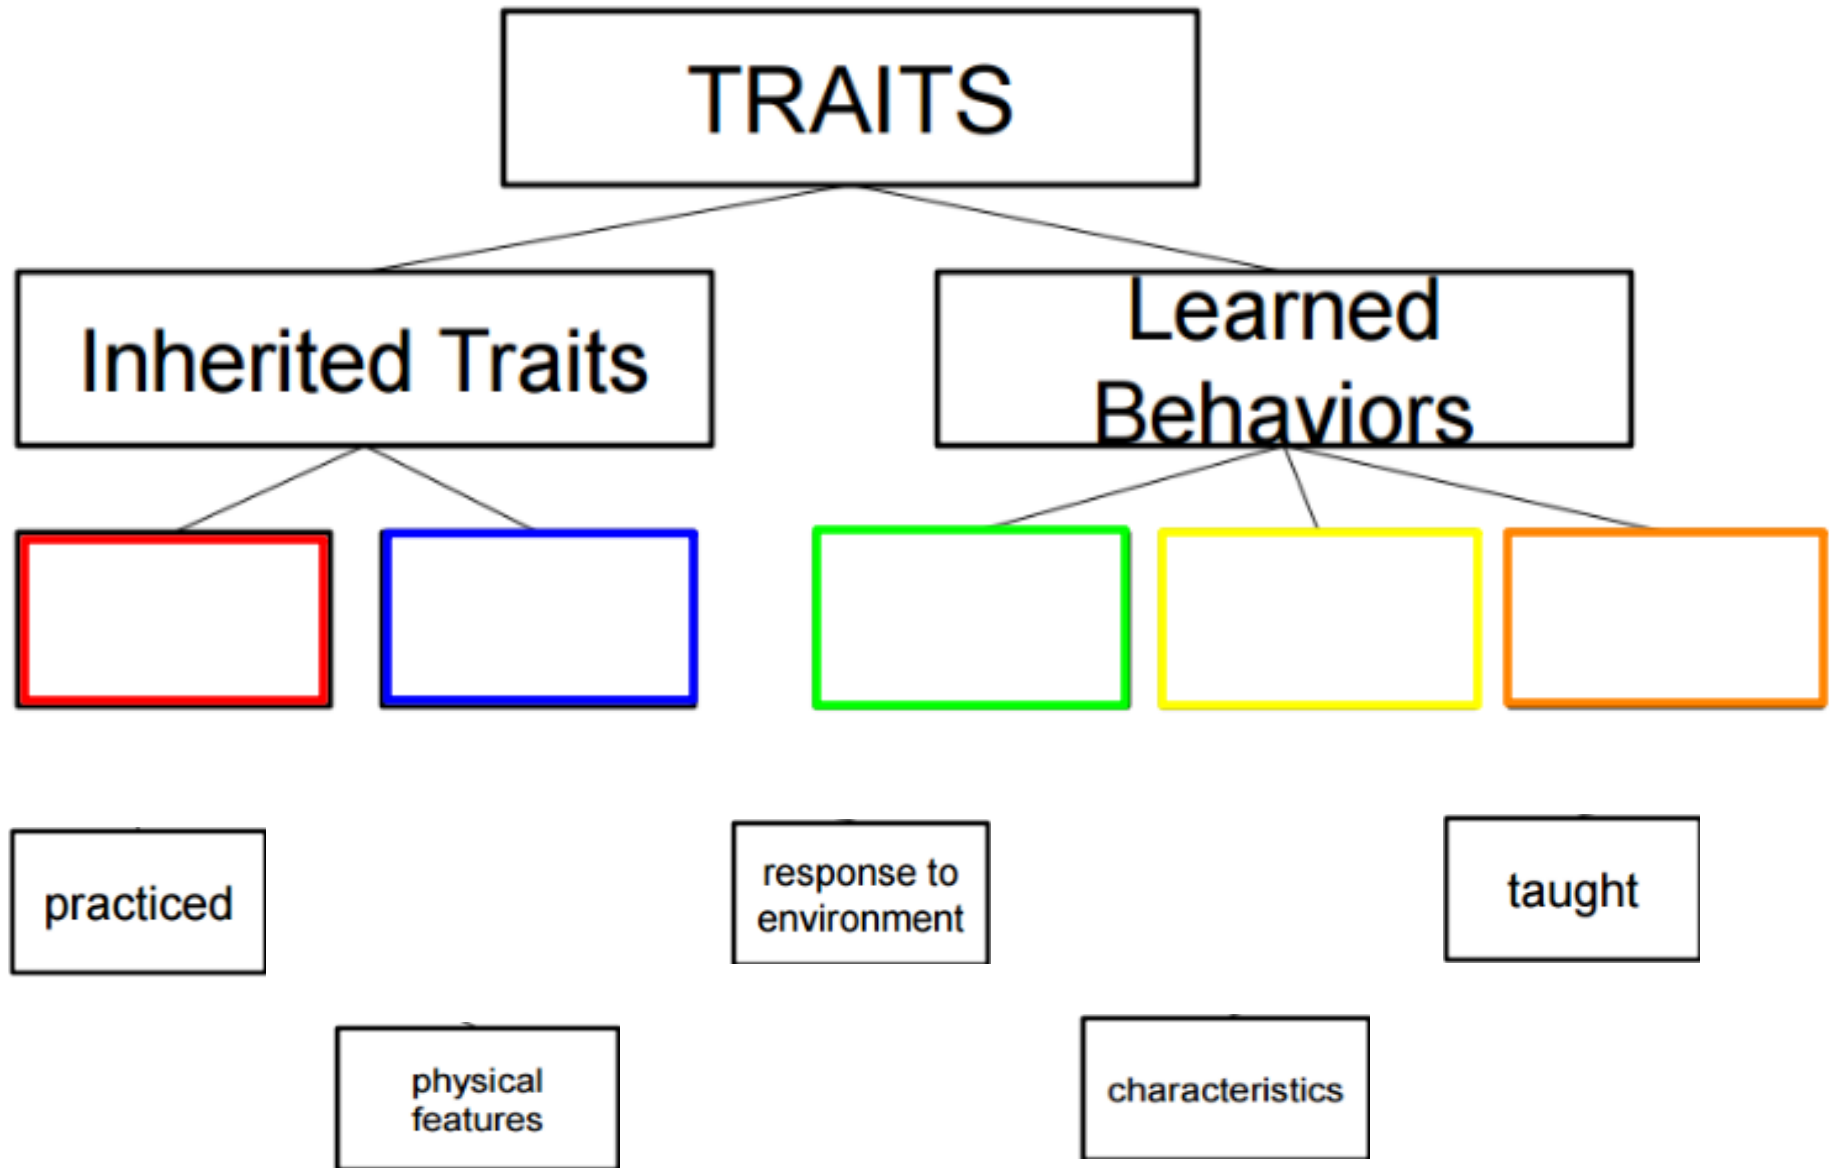 TRAITS
Inherited Traits
Learned
Behaviors
practiced
response to
environment
taught
physical
features
characteristics